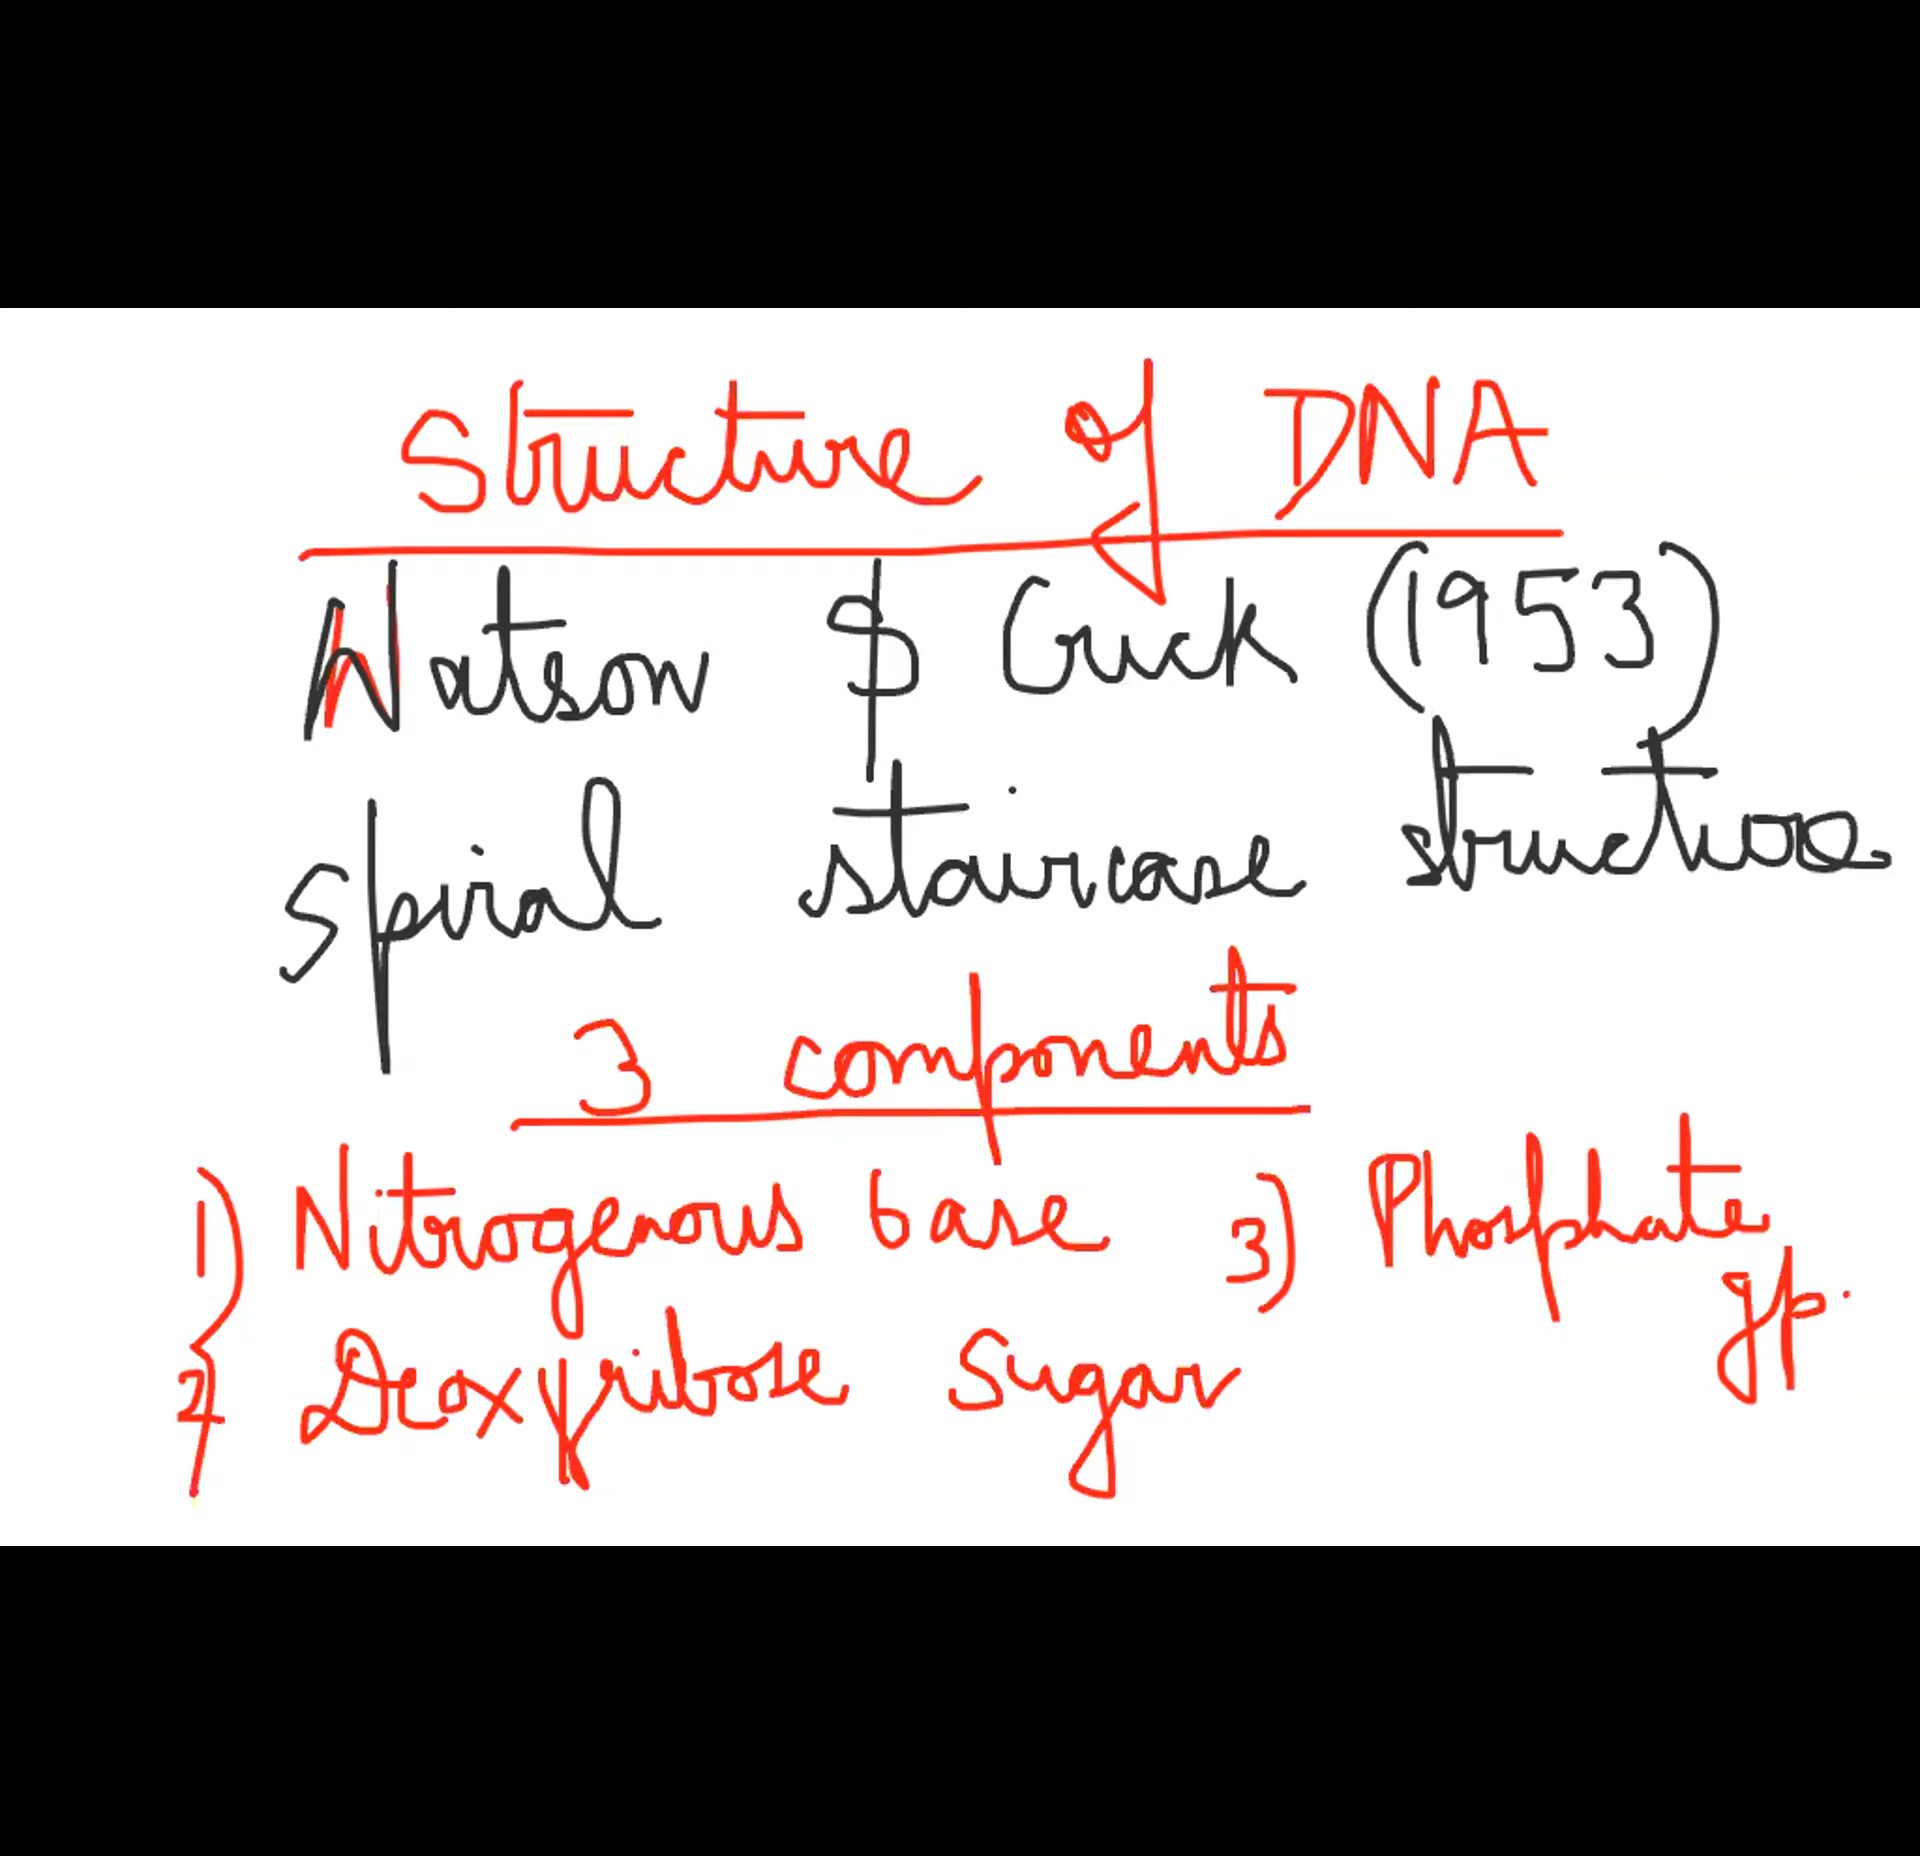 Structure of DNA
Watson $ Crick (1953)
Spiral staircase structure
3 components
1) Nitrogenous base 3) Phosphate gp.
2) Deoxyribose Sugar